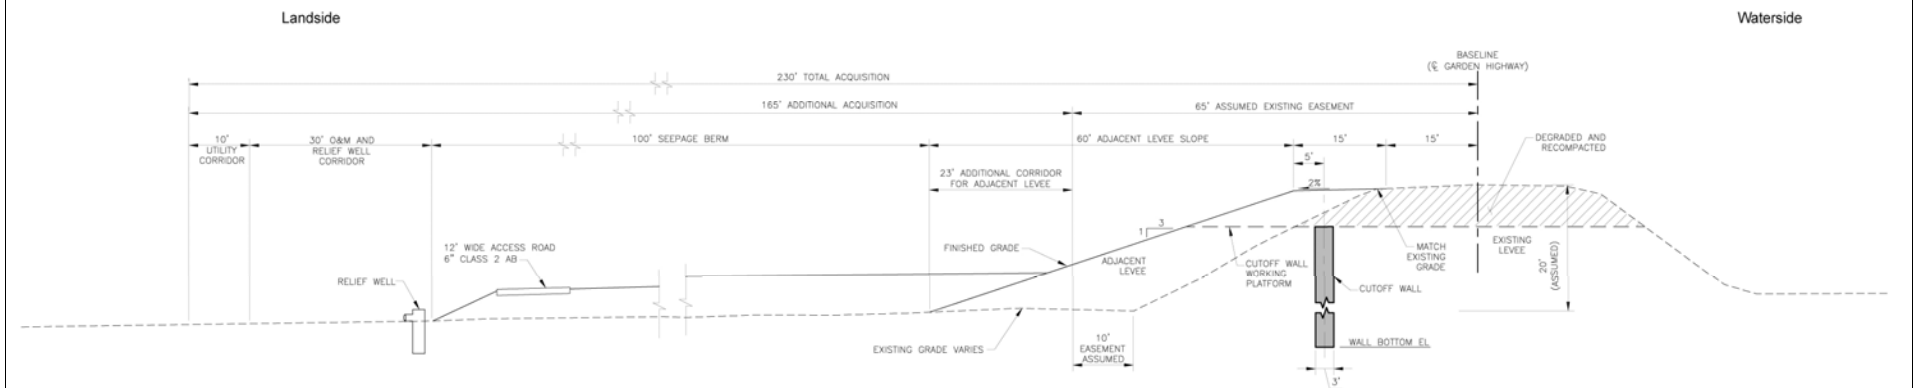 Landside
Waterside
BASELINE
(℄ GARDEN HIGHWAY)
230' TOTAL ACQUISITION
165' ADDITIONAL ACQUISITION
65' ASSUMED EXISTING EASEMENT
10'
UTILITY
CORRIDOR
30' O&M AND
RELIEF WELL
CORRIDOR
100' SEEPAGE BERM
60' ADJACENT LEVEE SLOPE
15'
15'
DEGRADED AND
RECOMPACTED
5'
23' ADDITIONAL CORRIDOR
FOR ADJACENT LEVEE
2%
3
1
12' WIDE ACCESS ROAD
6" CLASS 2 AB
FINISHED GRADE
ADJACENT
LEVEE
CUTOFF WALL
WORKING
PLATFORM
MATCH
EXISTING
GRADE
EXISTING
LEVEE
20'
(ASSUMED)
RELIEF WELL
CUTOFF WALL
EXISTING GRADE VARIES
10'
EASEMENT
ASSUMED
WALL BOTTOM EL
3'